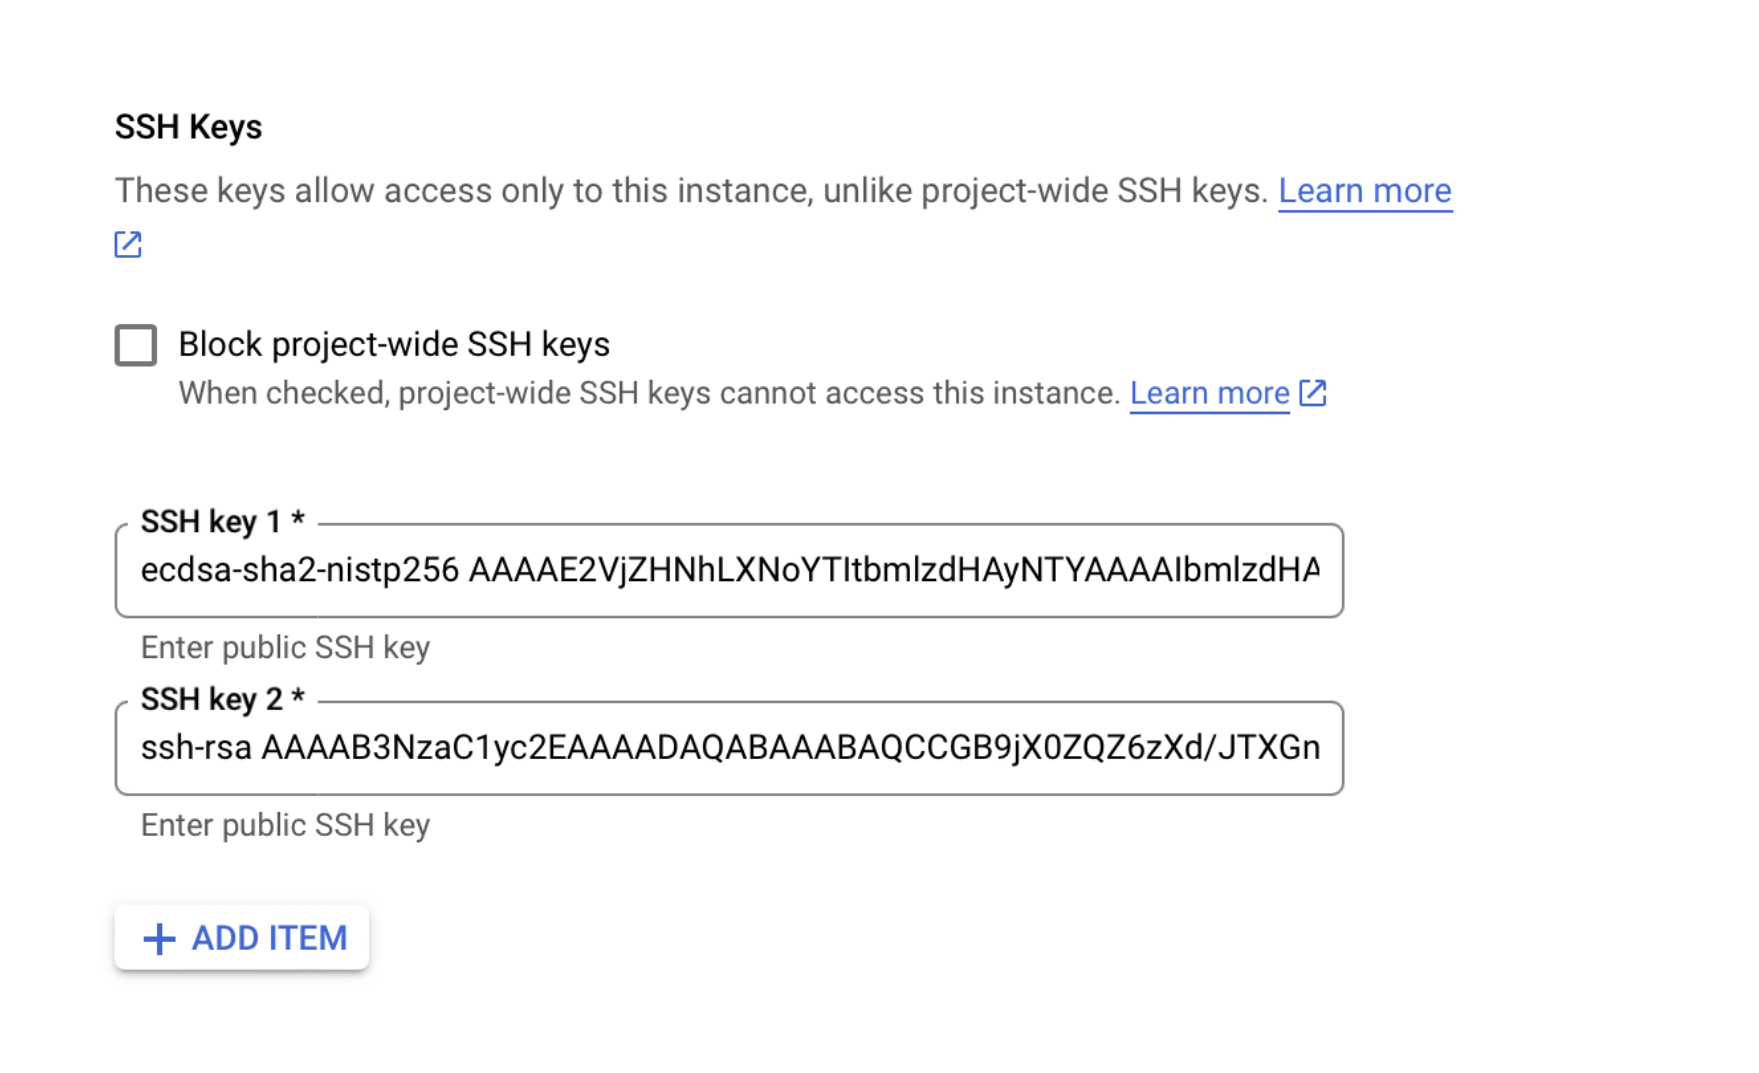 SSH Keys
These keys allow access only to this instance, unlike project-wide SSH keys. Learn more
Block project-wide SSH keys
When checked, project-wide SSH keys cannot access this instance. Learn more
SSH key 1 *
ecdsa-sha2-nistp256 AAAAE2VjZHNhLXNoYTItbmlzdHAyNTYAAAAIbmlzdHA
Enter public SSH key
SSH key 2 *
ssh-rsa AAAAB3NzaC1yc2EAAAADAQABAAABAQCCGB9jX0ZQZ6zXd/JTXGn
Enter public SSH key
ADD ITEM